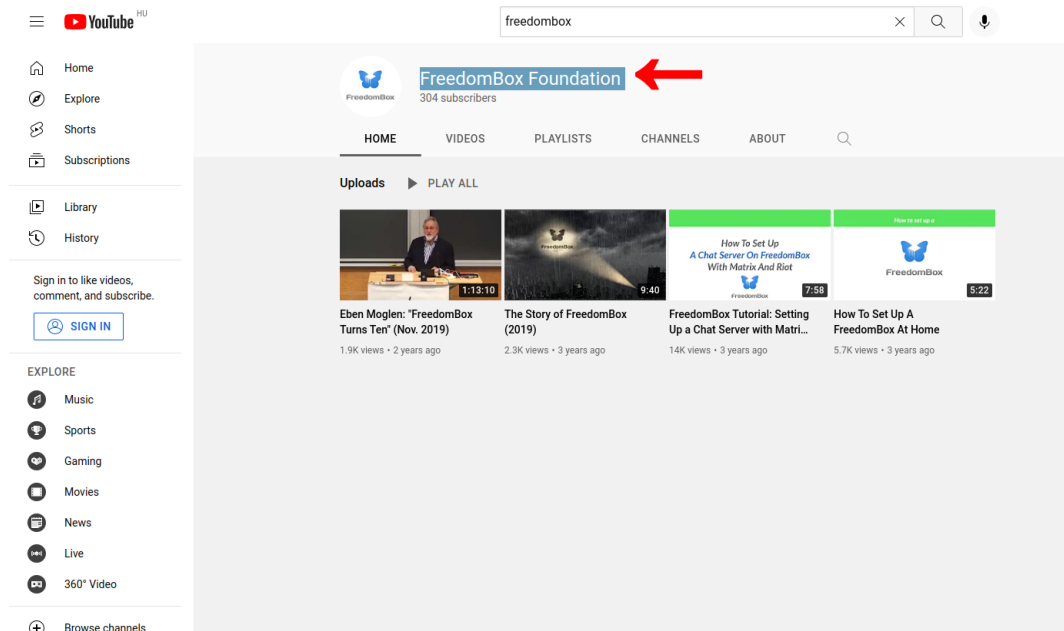 YouTube HU
freedombox
Home
Explore
Shorts
Subscriptions
Library
History
Sign in to like videos,
comment, and subscribe.
SIGN IN
EXPLORE
Music
Sports
Gaming
Movies
News
Live
360° Video
Browse channels
FreedomBox
FreedomBox Foundation
304 subscribers
HOME VIDEOS PLAYLISTS CHANNELS ABOUT
Uploads PLAY ALL
1:13:10
Eben Moglen: "FreedomBox
Turns Ten" (Nov. 2019)
1.9K views • 2 years ago
FreedomBox
9:40
The Story of FreedomBox
(2019)
2.3K views • 3 years ago
How To Set Up
A Chat Server On FreedomBox
With Matrix And Riot
FreedomBox
7:58
FreedomBox Tutorial: Setting
Up a Chat Server with Matri...
14K views • 3 years ago
How to set up a
FreedomBox
5:22
How To Set Up A
FreedomBox At Home
5.7K views • 3 years ago